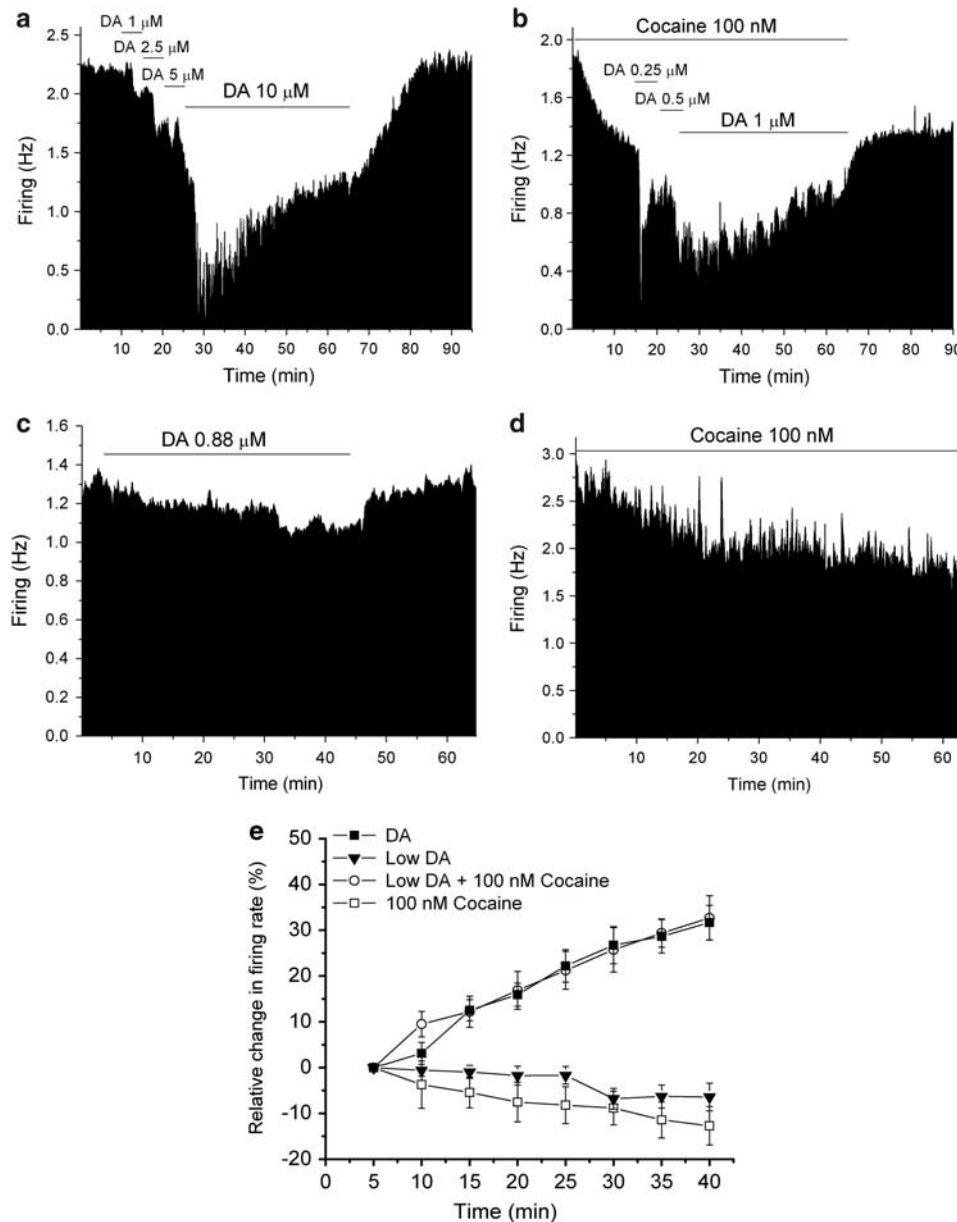 a
DA 1 μM
DA 2.5 μM
DA 5 μM
DA 10 μM
2.5
2.0
1.5
1.0
0.5
0.0
Firing (Hz)
10 20 30 40 50 60 70 80 90
Time (min)
b
Cocaine 100 nM
DA 0.25 μM
DA 0.5 μM
DA 1 μM
2.0
1.6
1.2
0.8
0.4
0.0
Firing (Hz)
10 20 30 40 50 60 70 80 90
Time (min)
c
DA 0.88 μM
1.6
1.4
1.2
1.0
0.8
0.6
0.4
0.2
0.0
Firing (Hz)
10 20 30 40 50 60
Time (min)
d
Cocaine 100 nM
3.0
2.5
2.0
1.5
1.0
0.5
0.0
Firing (Hz)
10 20 30 40 50 60
Time (min)
e
DA
Low DA
Low DA + 100 nM Cocaine
100 nM Cocaine
50
40
30
20
10
0
-10
-20
Relative change in firing rate (%)
0 5 10 15 20 25 30 35 40
Time (min)